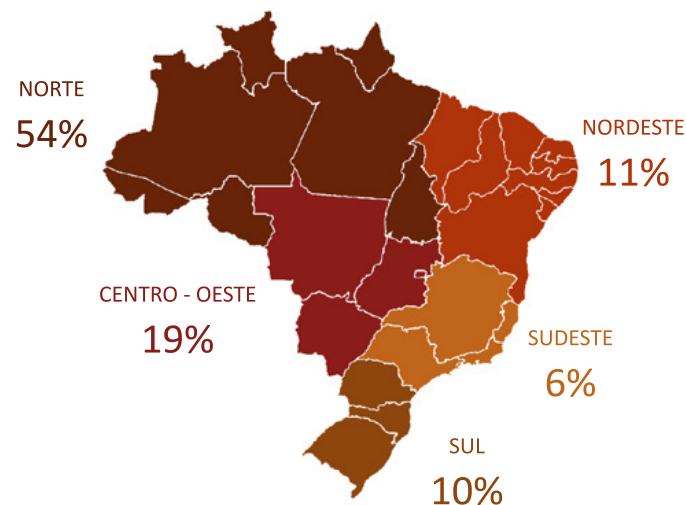 NORTE
54%
NORDESTE
11%
CENTRO - OESTE
19%
SUDESTE
6%
SUL
10%